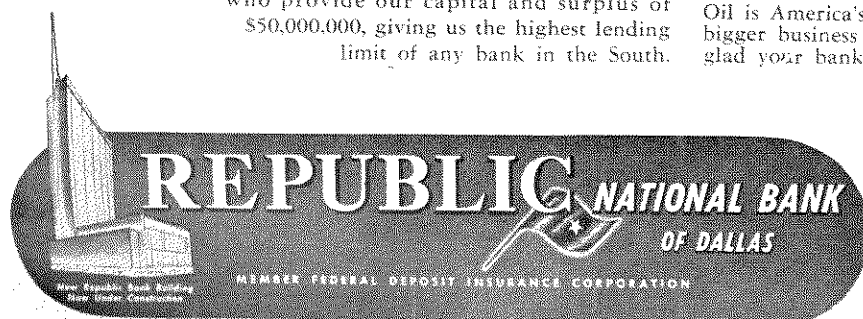 who provide our capital and surplus of
$50,000,000, giving us the highest lending
limit of any bank in the South.
Oil is America's
bigger business
glad your bank
REPUBLIC
NATIONAL BANK
OF DALLAS
MEMBER FEDERAL DEPOSIT INSURANCE CORPORATION
New Republic Bank Building
Now Under Construction